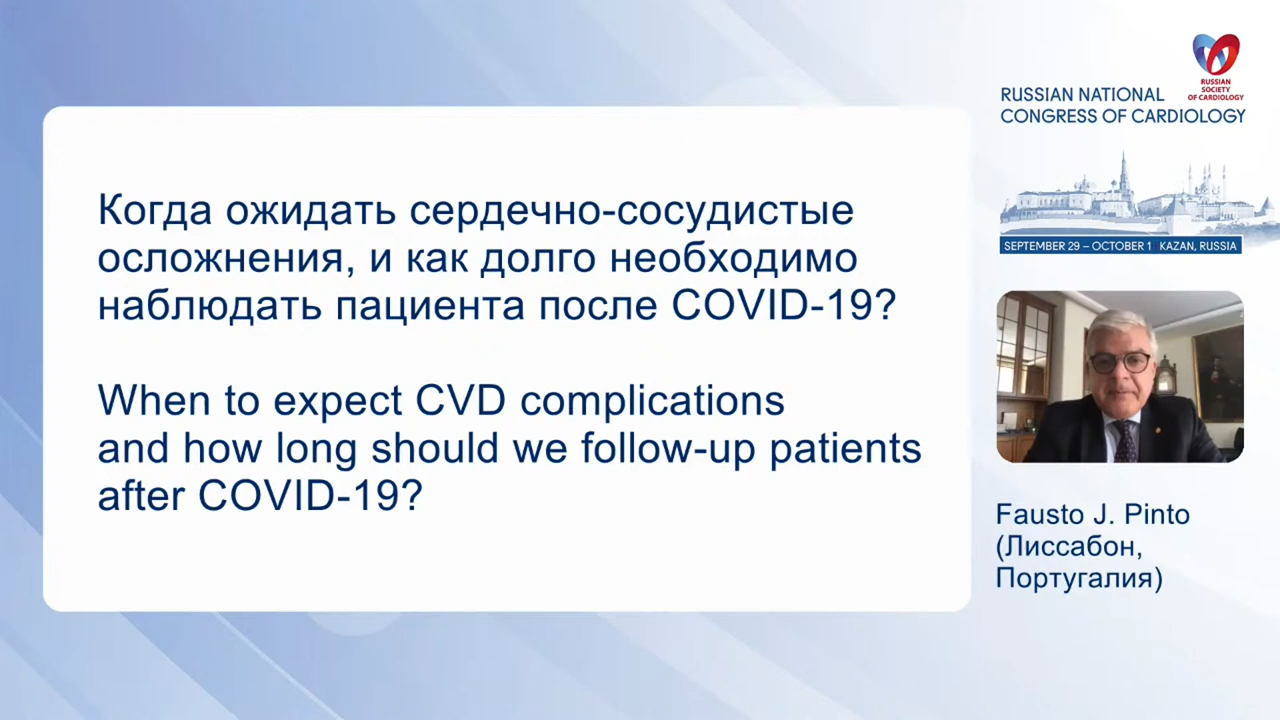 Когда ожидать сердечно-сосудистые
осложнения, и как долго необходимо
наблюдать пациента после COVID-19?
When to expect CVD complications
and how long should we follow-up patients
after COVID-19?
RUSSIAN
SOCIETY
OF CARDIOLOGY
RUSSIAN NATIONAL
CONGRESS OF CARDIOLOGY
SEPTEMBER 29 – OCTOBER 1 KAZAN, RUSSIA
Fausto J. Pinto
(Лиссабон,
Португалия)